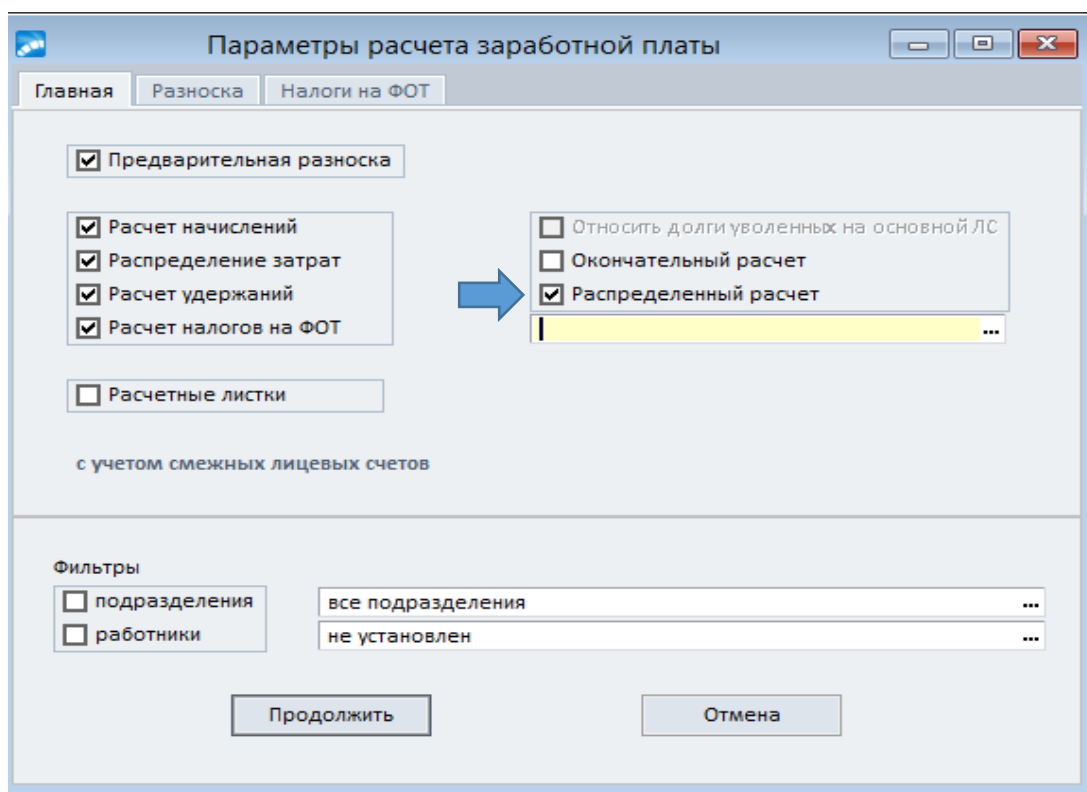 Параметры расчета заработной платы
Главная Разноска Налоги на ФОТ
Предварительная разноска
Расчет начислений
Распределение затрат
Расчет удержаний
Расчет налогов на ФОТ
Относить долги уволенных на основной ЛС
Окончательный расчет
Распределенный расчет
...
Расчетные листки
с учетом смежных лицевых счетов
Фильтры
подразделения все подразделения ...
работники не установлен ...
Продолжить Отмена